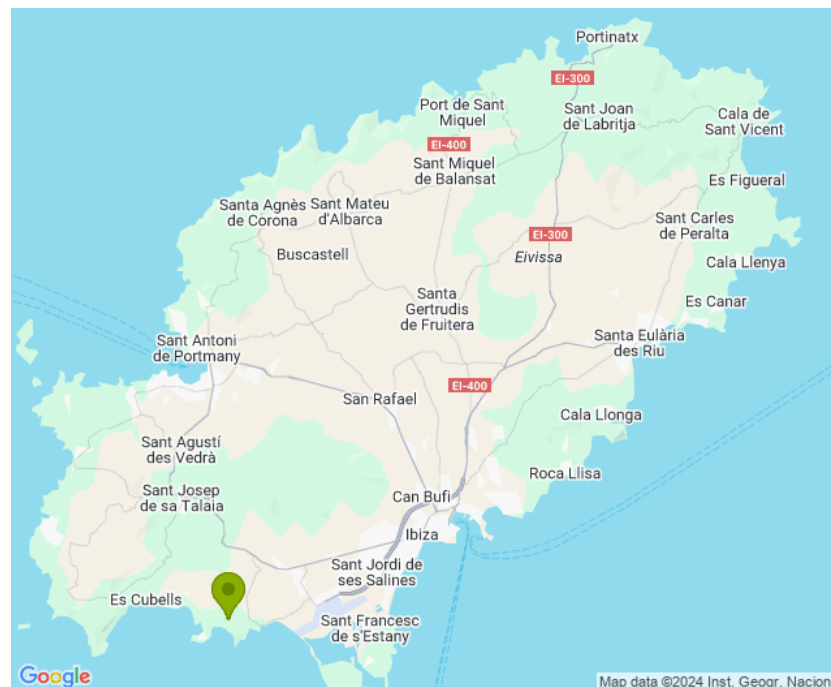 Portinatx
EI-300
Port de Sant
Miquel
Sant Joan
de Labritja
Cala de
Sant Vicent
EI-400
Sant Miquel
de Balansat
Es Figueral
Santa Agnès
de Corona
Sant Mateu
d'Albarca
Sant Carles
de Peralta
EI-300
Buscastell
Eivissa
Cala Llenya
Santa
Gertrudis
de Fruitera
Es Canar
Sant Antoni
de Portmany
Santa Eulària
des Riu
EI-400
San Rafael
Cala Llonga
Sant Agustí
des Vedrà
Roca Llisa
Sant Josep
de sa Talaia
Can Bufi
Ibiza
Sant Jordi de
ses Salines
Es Cubells
Sant Francesc
de s'Estany
Google
Map data ©2024 Inst. Geogr. Nacion